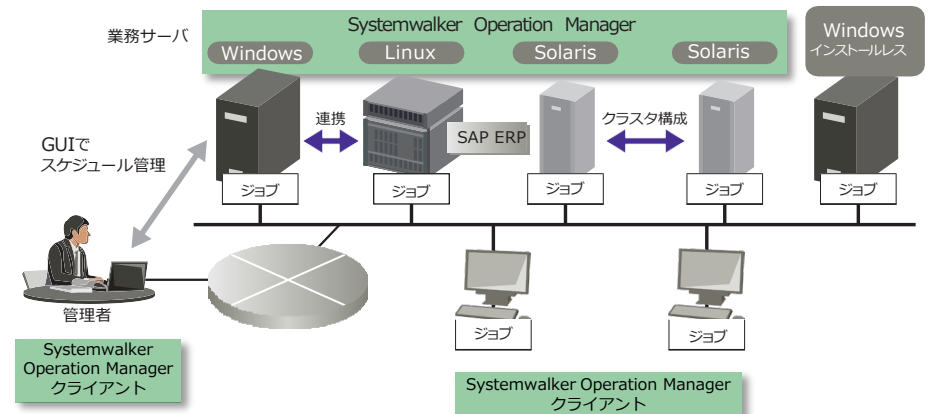 業務サーバ
Systemwalker Operation Manager
Windows
Linux
Solaris
Solaris
Windows
インストールレス
連携
SAP ERP
クラスタ構成
GUIで
スケジュール管理
ジョブ
ジョブ
ジョブ
ジョブ
ジョブ
管理者
ジョブ
ジョブ
Systemwalker
Operation Manager
クライアント
Systemwalker Operation Manager
クライアント